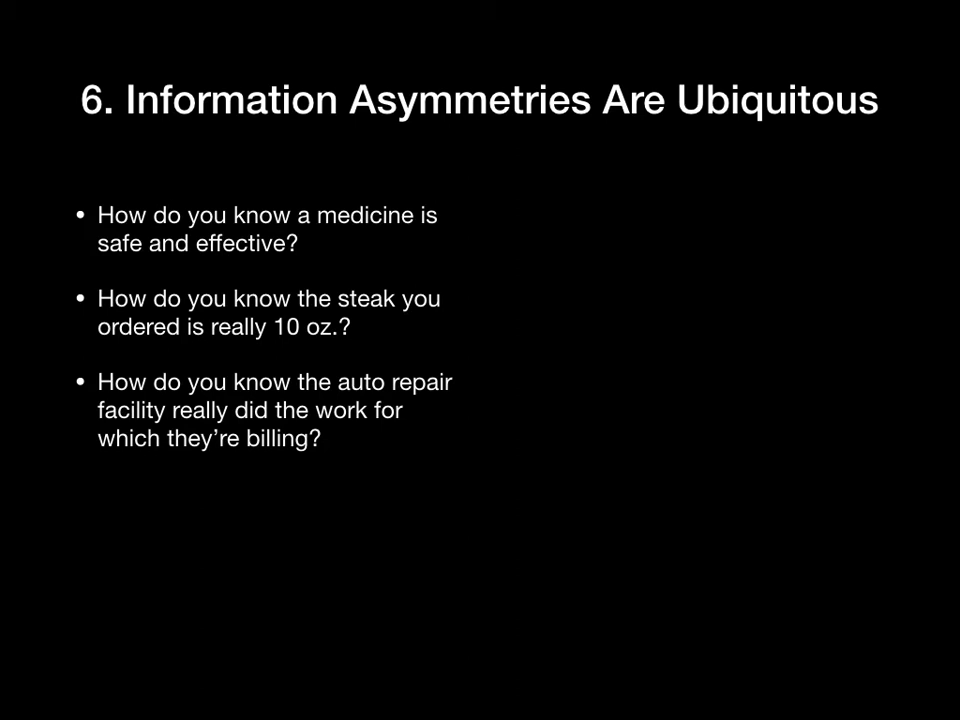 6. Information Asymmetries Are Ubiquitous
• How do you know a medicine is
safe and effective?
• How do you know the steak you
ordered is really 10 oz.?
• How do you know the auto repair
facility really did the work for
which they’re billing?